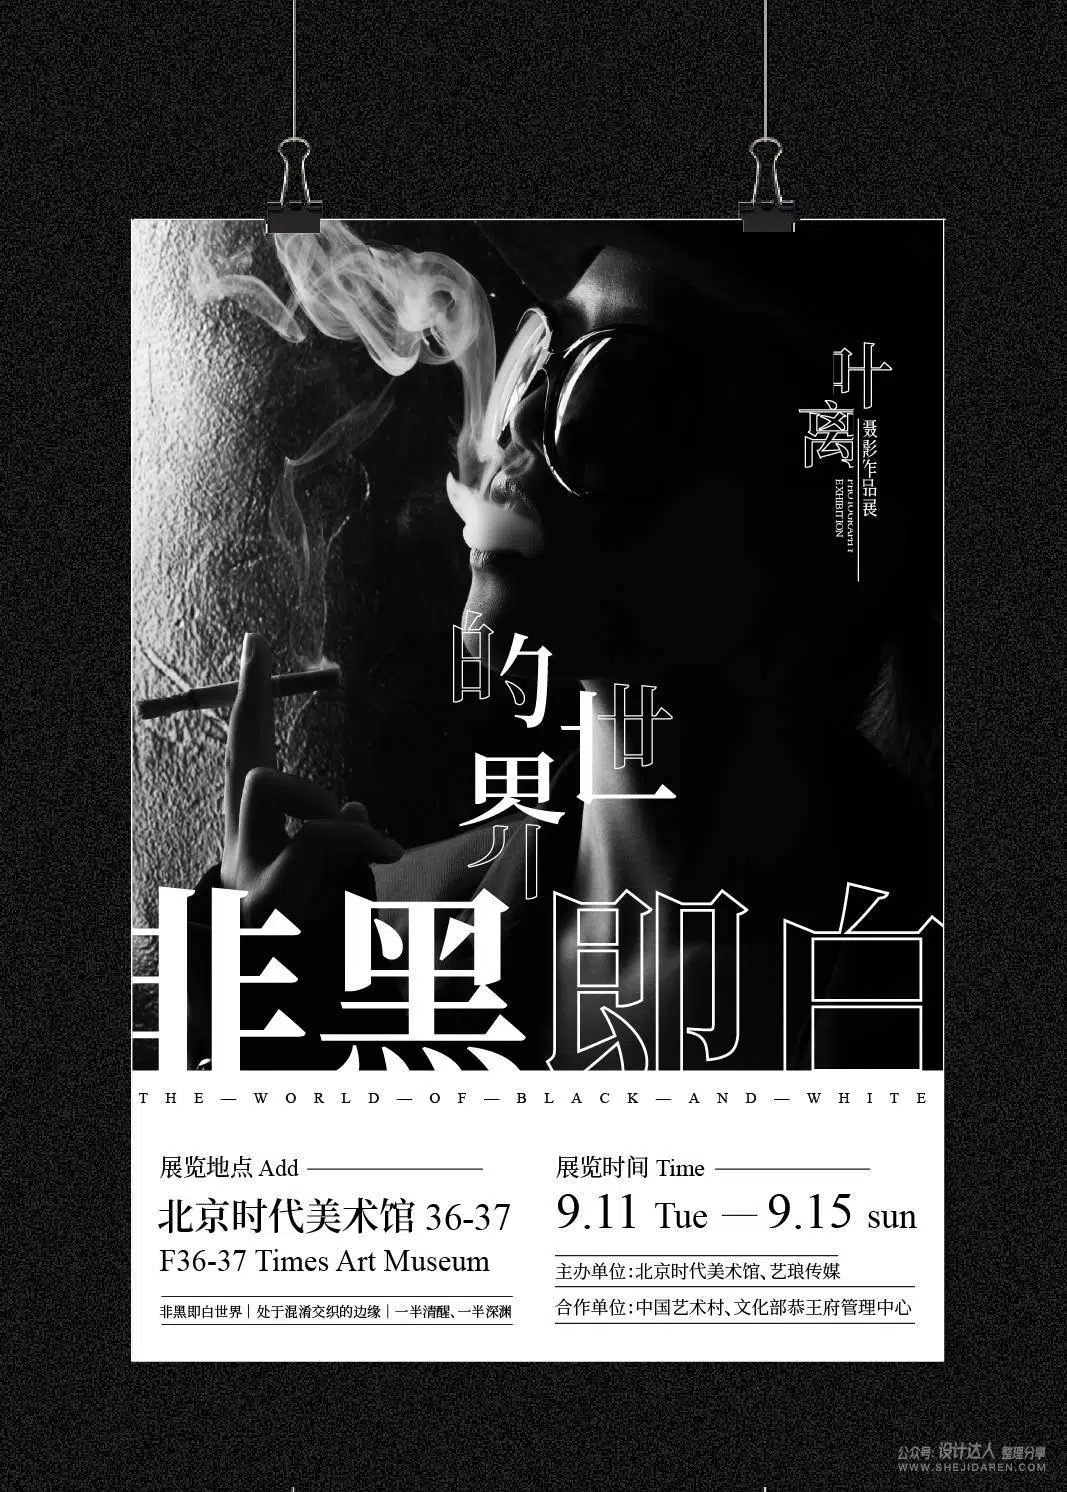 叶离
摄影作品展
PHOTOGRAPHY
EXHIBITION
非黑即白
的世界
THE—WORLD—OF—BLACK—AND—WHITE
展览地点 Add
北京时代美术馆 36-37
F36-37 Times Art Museum
非黑即白世界｜处于混淆交织的边缘｜一半清醒、一半深渊
展览时间 Time
9.11 Tue — 9.15 sun
主办单位：北京时代美术馆、艺琅传媒
合作单位：中国艺术村、文化部恭王府管理中心
公众号：设计达人 整理分享
WWW.SHEJIDAREN.COM